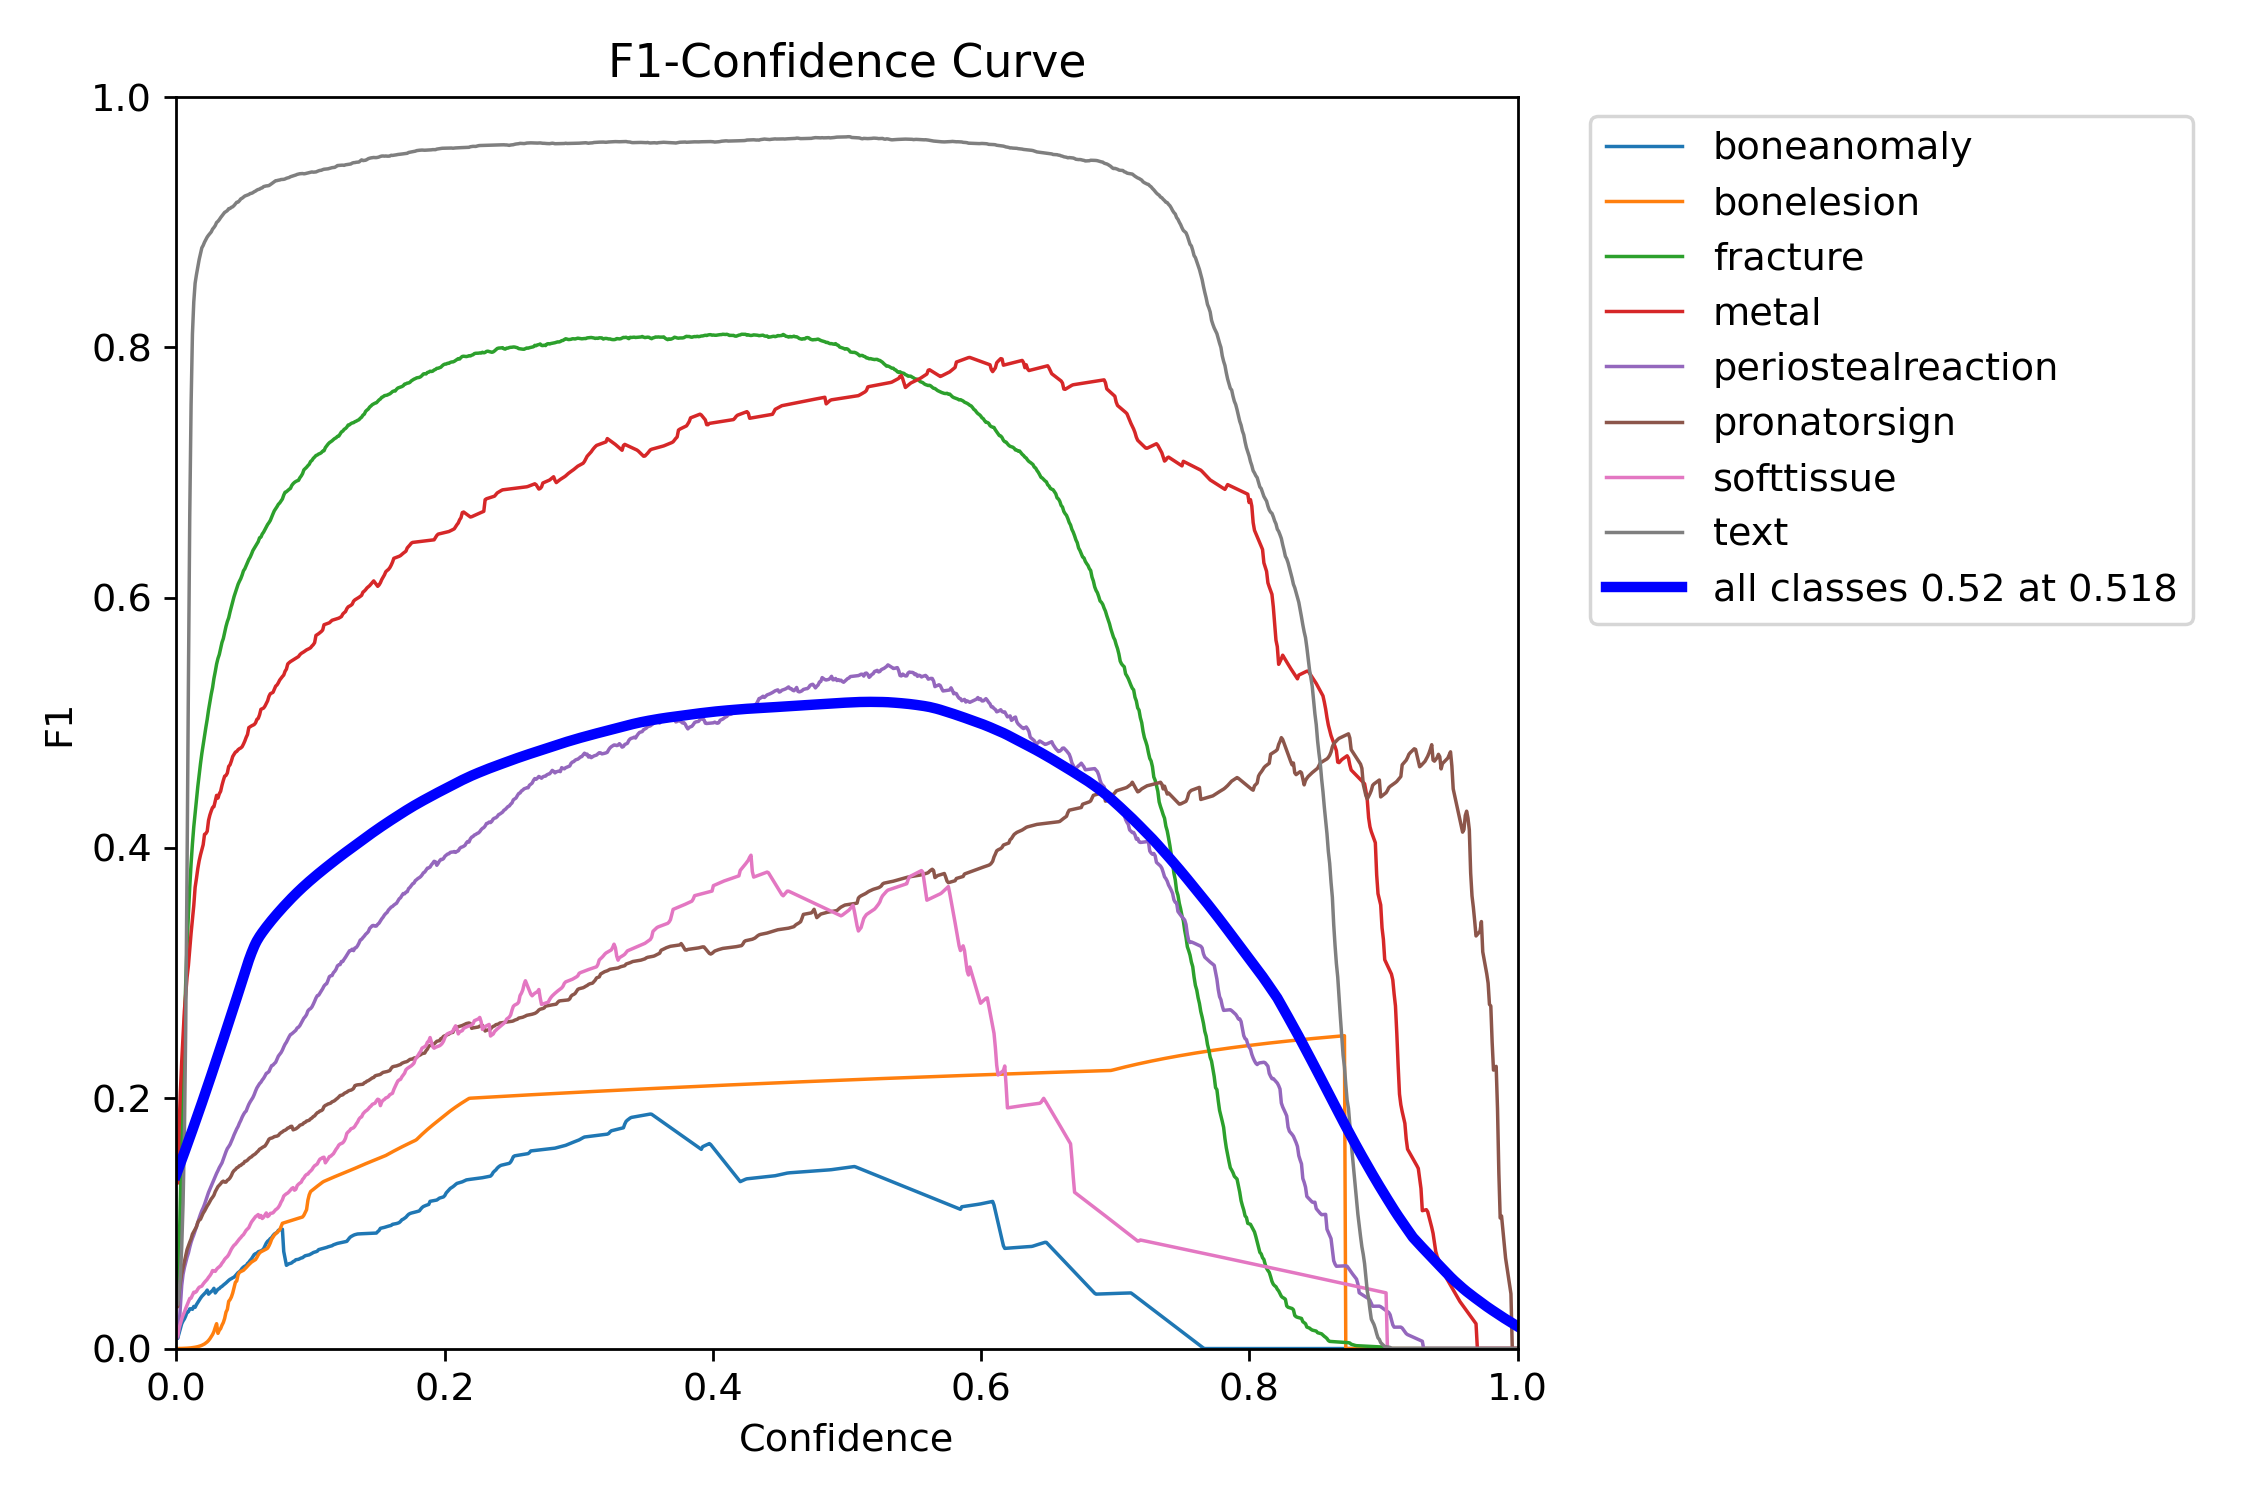 F1-Confidence Curve
1.0
0.8
0.6
0.4
0.2
0.0
F1
0.0 0.2 0.4 0.6 0.8 1.0
Confidence
boneanomaly
bonelesion
fracture
metal
periostealreaction
pronatorsign
softtissue
text
all classes 0.52 at 0.518